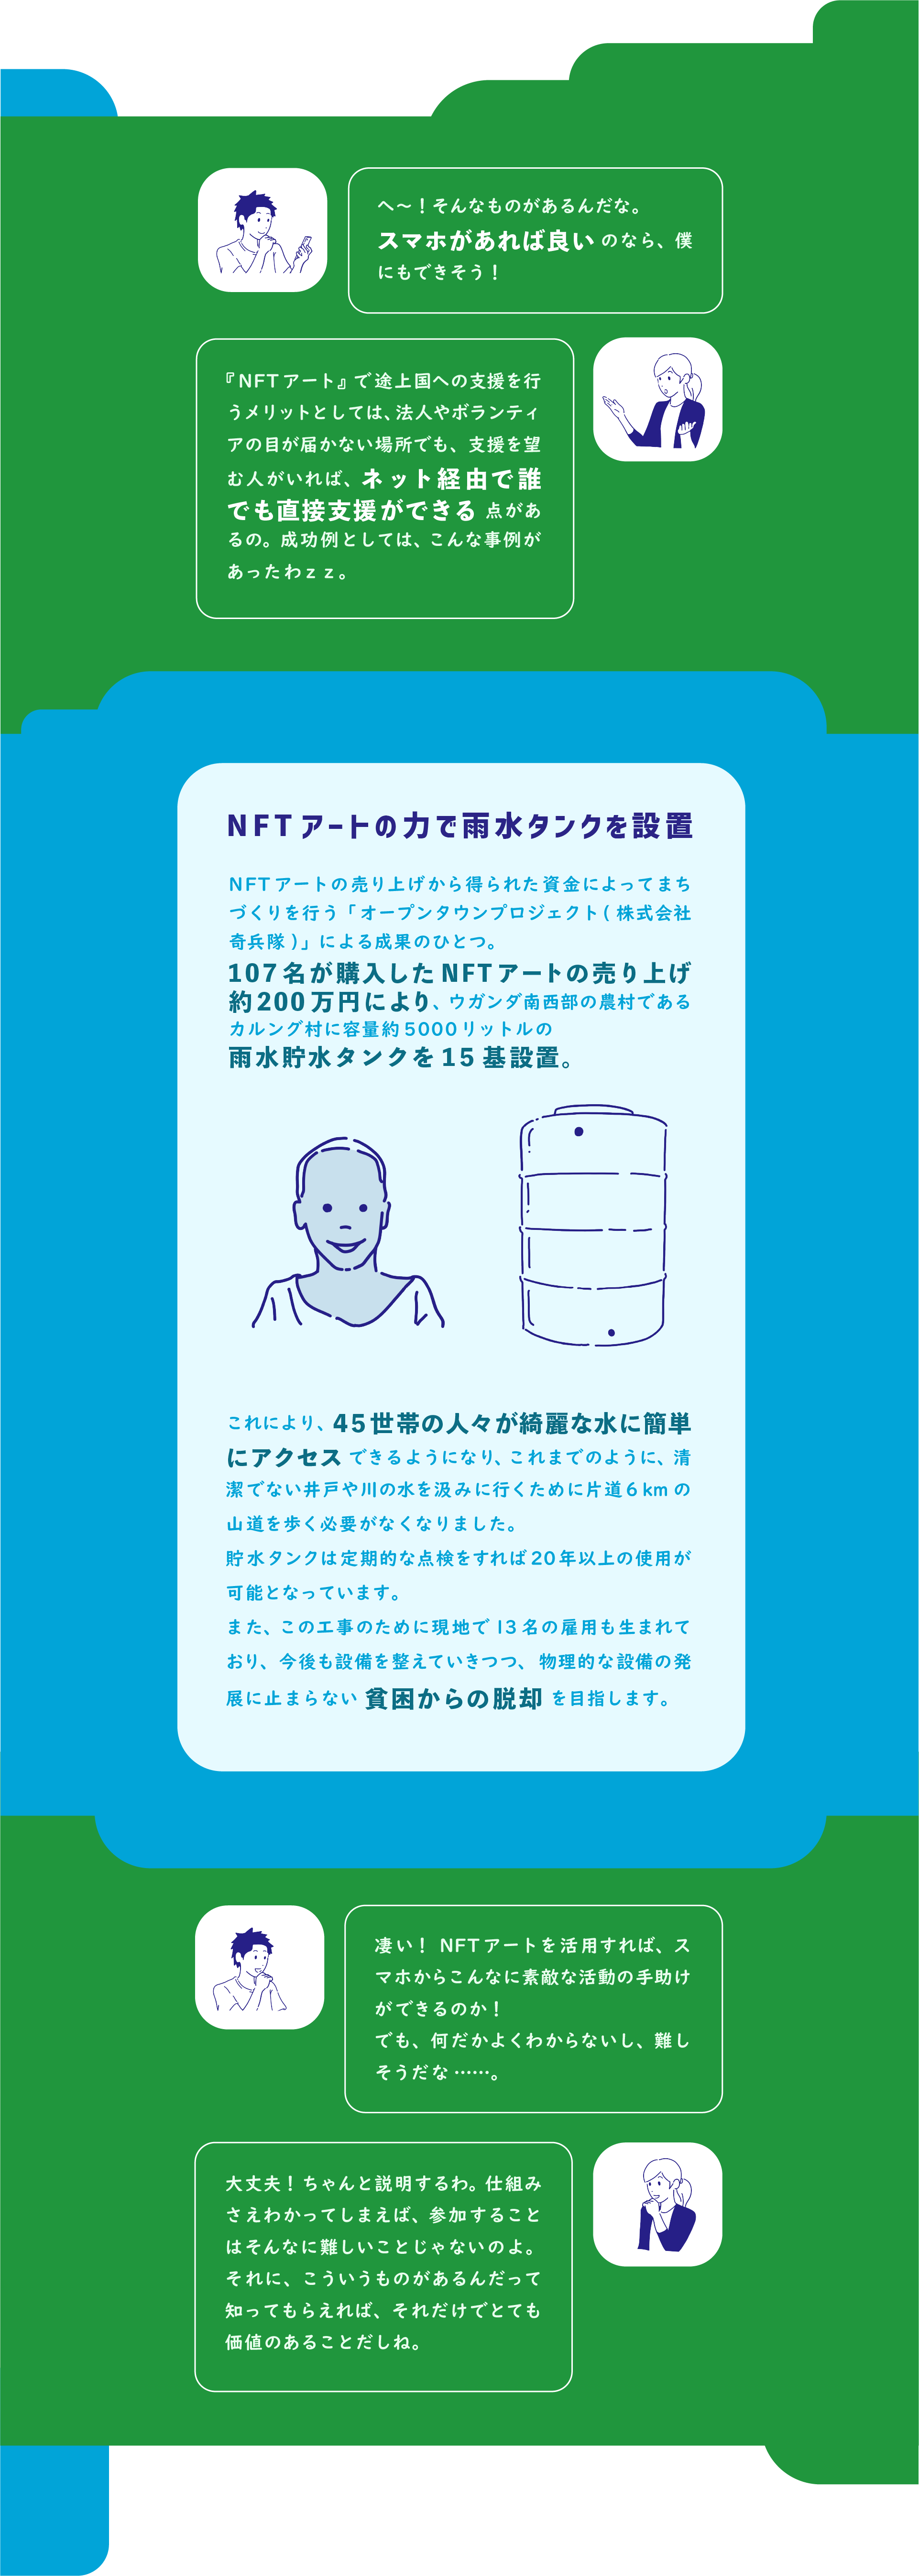 へ～！そんなものがあるんだな。
スマホがあれば良いのなら、僕
にもできそう！
『NFTアート』で途上国への支援を行
うメリットとしては、法人やボランティ
アの目が届かない場所でも、支援を望
む人がいれば、ネット経由で誰
でも直接支援ができる点があ
るの。成功例としては、こんな事例が
あったわｚｚ。
NFTアートの力で雨水タンクを設置
NFTアートの売り上げから得られた資金によってまち
づくりを行う「オープンタウンプロジェクト(株式会社
奇兵隊)」による成果のひとつ。
107名が購入したNFTアートの売り上げ
約200万円により、ウガンダ南西部の農村である
カルング村に容量約5000リットルの
雨水貯水タンクを15基設置。
これにより、45世帯の人々が綺麗な水に簡単
にアクセスできるようになり、これまでのように、清
潔でない井戸や川の水を汲みに行くために片道6kmの
山道を歩く必要がなくなりました。
貯水タンクは定期的な点検をすれば20年以上の使用が
可能となっています。
また、この工事のために現地で13名の雇用も生まれて
おり、今後も設備を整えていきつつ、物理的な設備の発
展に止まらない貧困からの脱却を目指します。
凄い！NFTアートを活用すれば、ス
マホからこんなに素敵な活動の手助け
ができるのか！
でも、何だかよくわからないし、難し
そうだな……。
大丈夫！ちゃんと説明するわ。仕組み
さえわかってしまえば、参加すること
はそんなに難しいことじゃないのよ。
それに、こういうものがあるんだって
知ってもらえれば、それだけでとても
価値のあることだしね。